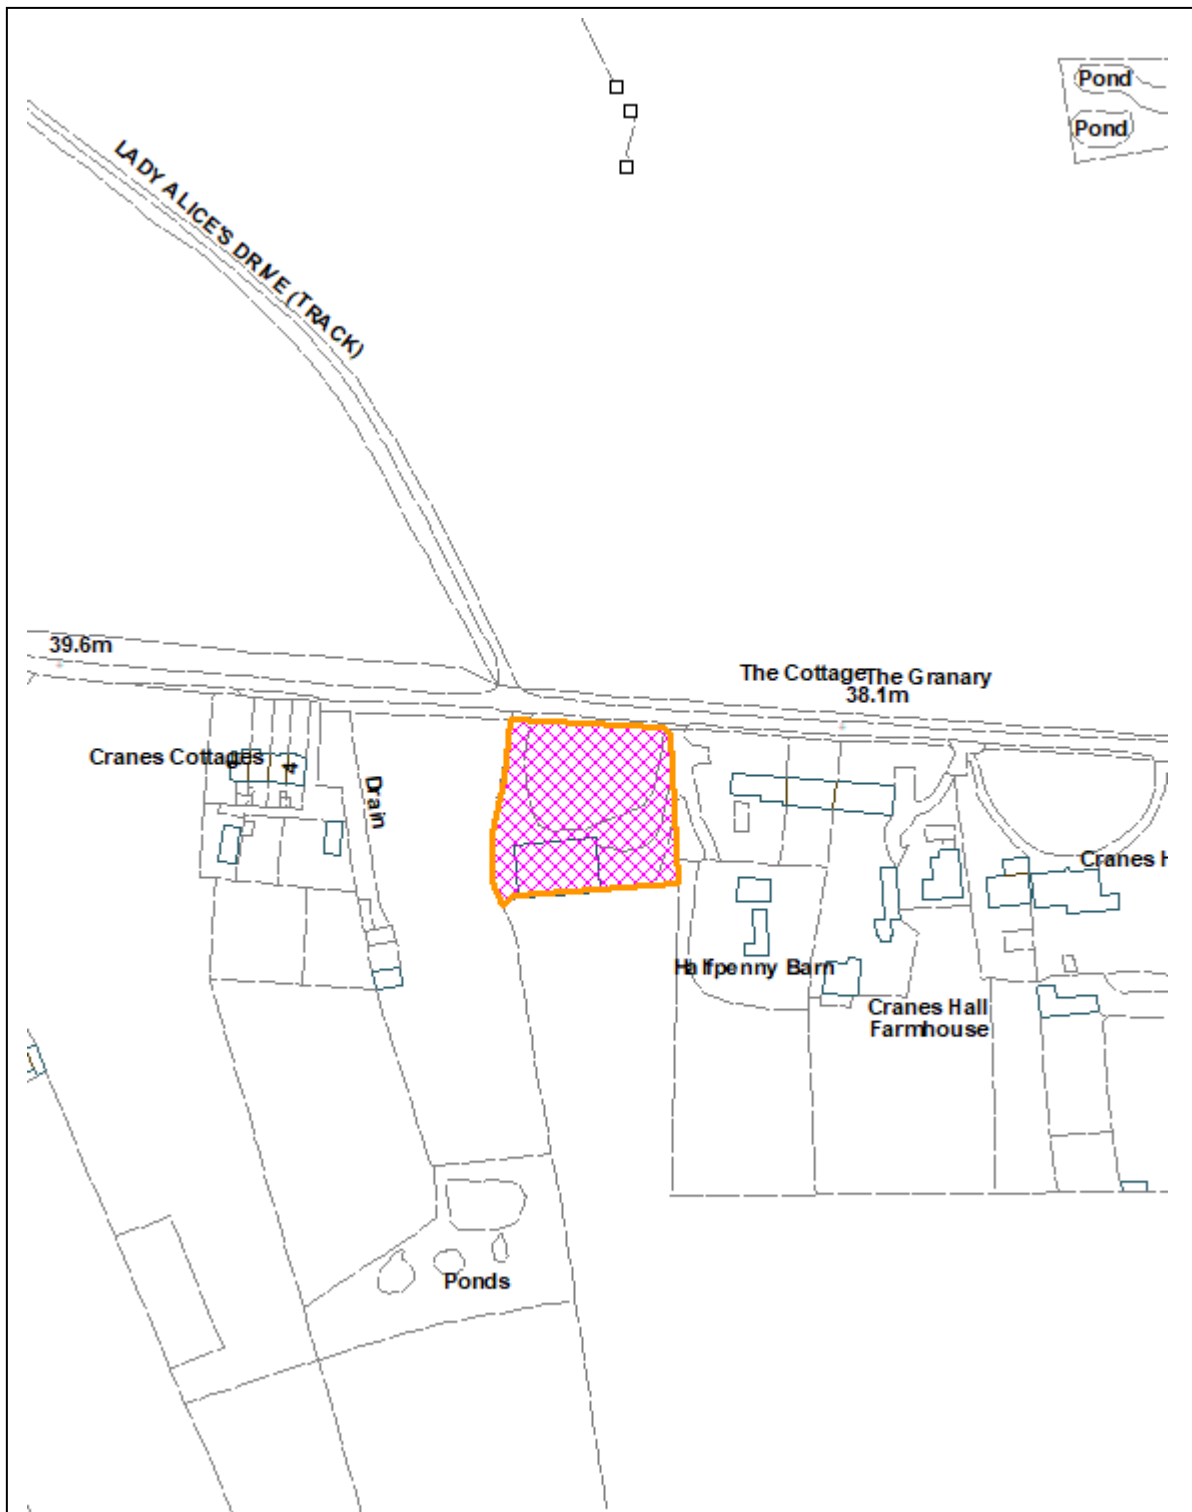 Pond
Pond
LADY ALICE'S DRIVE (TRACK)
39.6m
The Cottage
The Granary
38.1m
Cranes Cottages
4
Drain
Cranes H
Halfpenny Barn
Cranes Hall
Farmhouse
Ponds